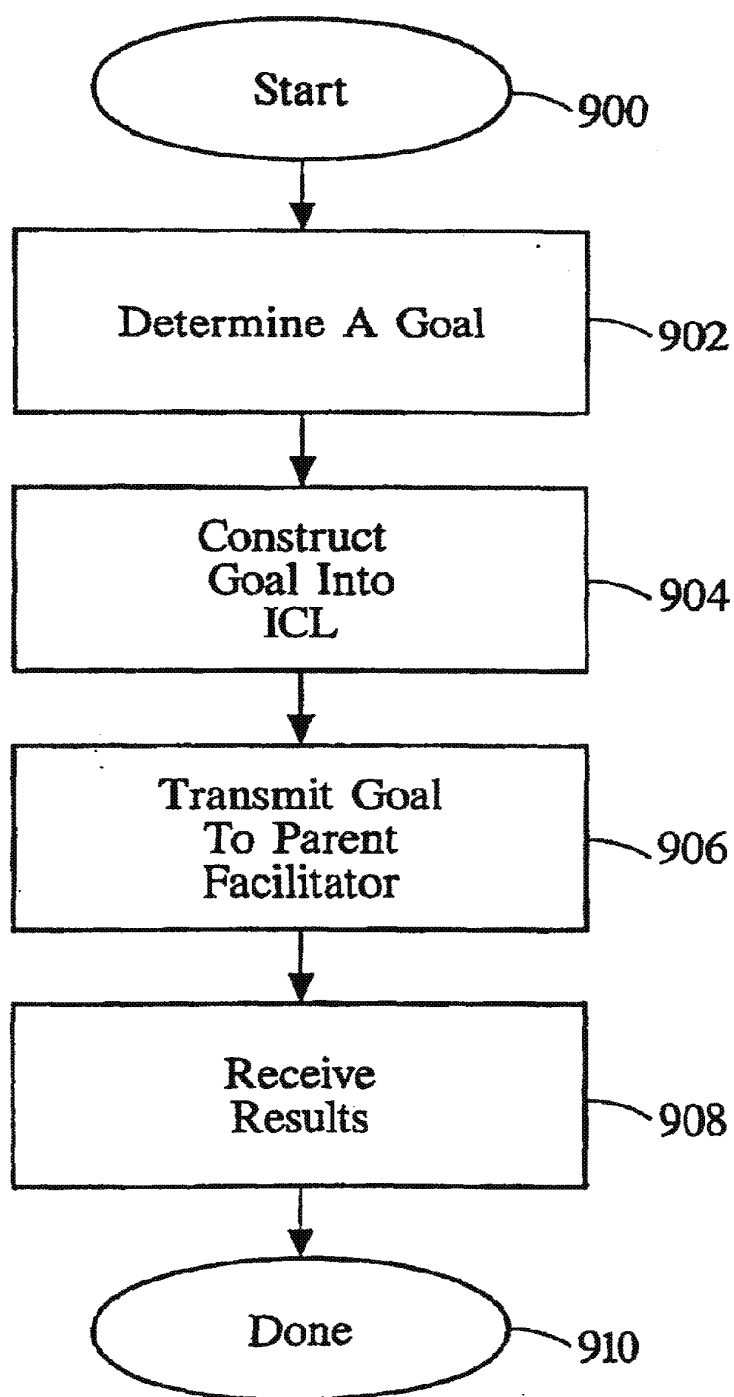 Start
900
Determine A Goal
902
Construct
Goal Into
ICL
904
Transmit Goal
To Parent
Facilitator
906
Receive
Results
908
Done
910